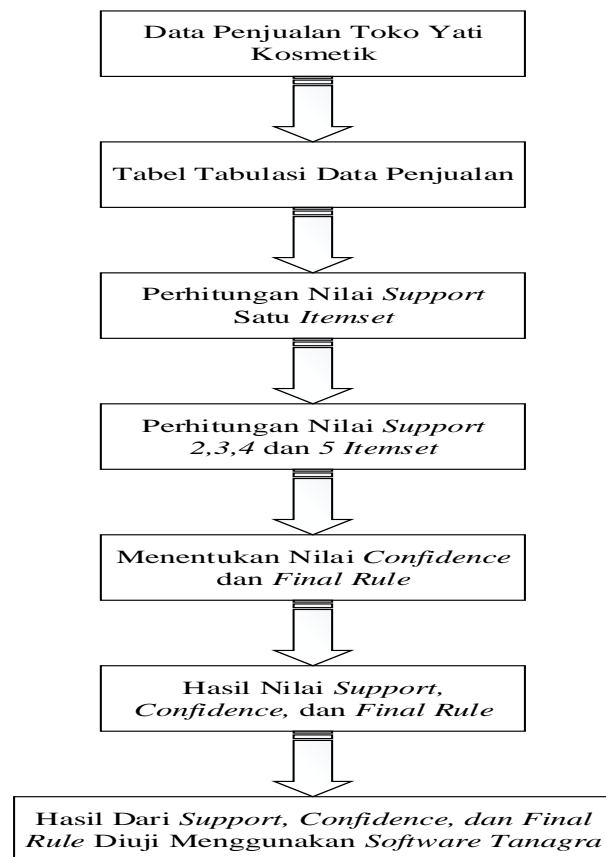 Data Penjualan Toko Yati
Kosmetik
Tabel Tabulasi Data Penjualan
Perhitungan Nilai Support
Satu Itemset
Perhitungan Nilai Support
2,3,4 dan 5 Itemset
Menentukan Nilai Confidence
dan Final Rule
Hasil Nilai Support,
Confidence, dan Final Rule
Hasil Dari Support, Confidence, dan Final
Rule Diuji Menggunakan Software Tanagra